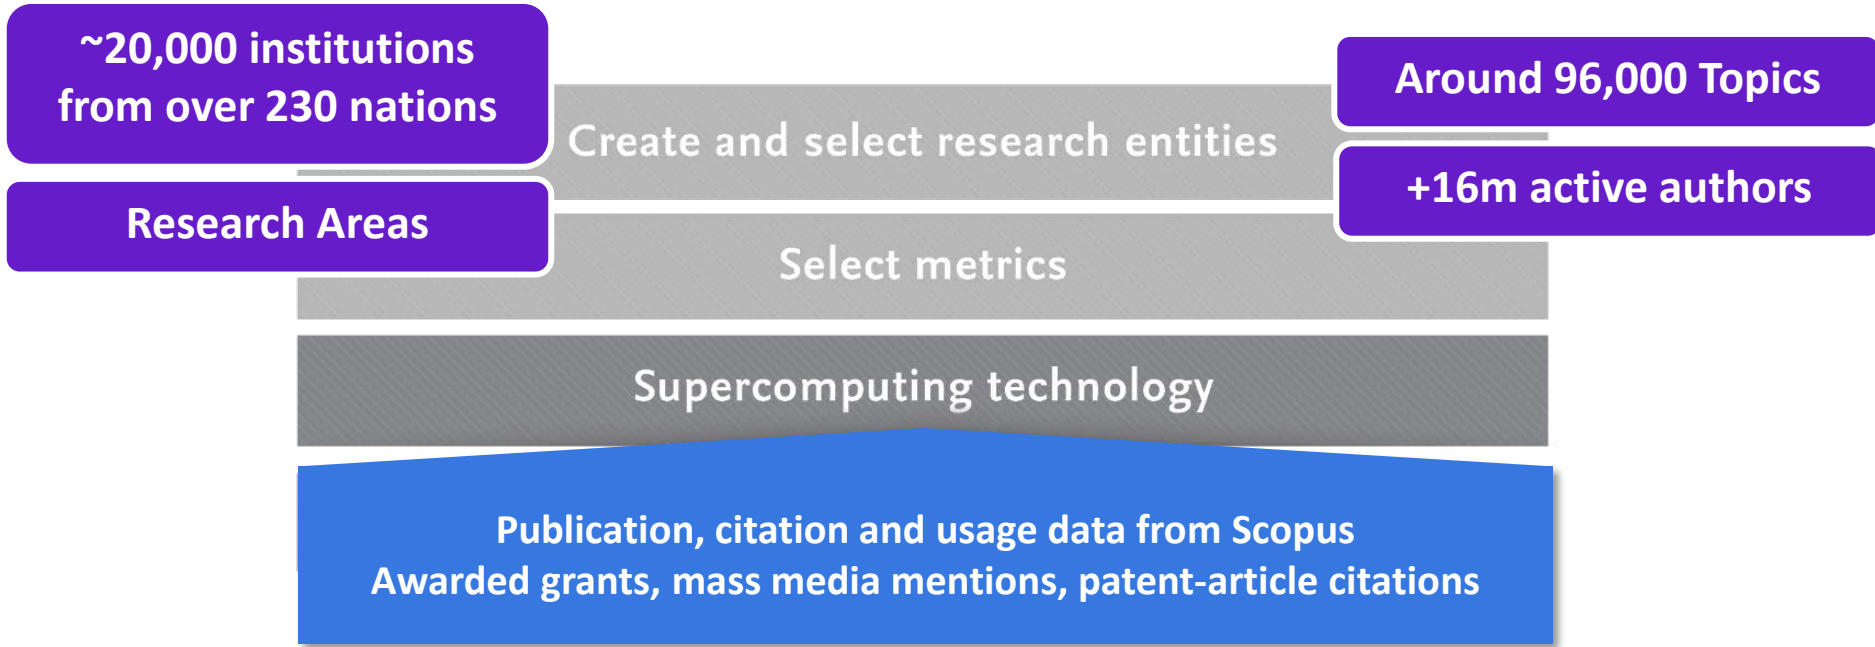 ~20,000 institutions
from over 230 nations
Research Areas
Around 96,000 Topics
+16m active authors
Create and select research entities
Select metrics
Supercomputing technology
Publication, citation and usage data from Scopus
Awarded grants, mass media mentions, patent-article citations